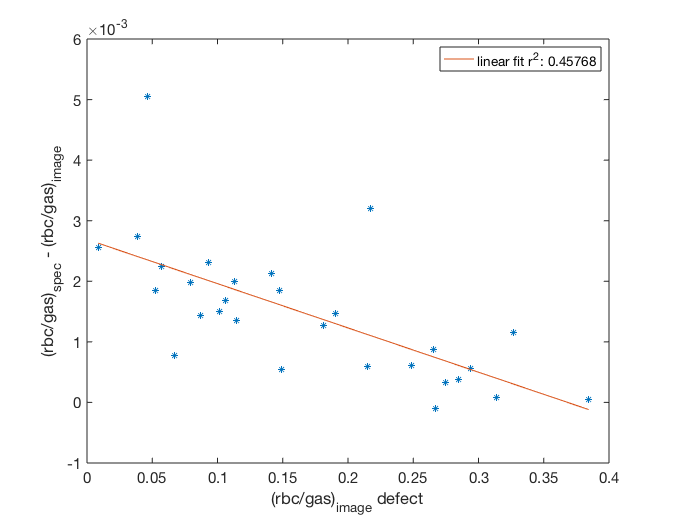 ×10⁻³
6
5
4
3
2
1
0
-1
(rbc/gas)spec - (rbc/gas)image
linear fit r²: 0.45768
0 0.05 0.1 0.15 0.2 0.25 0.3 0.35 0.4
(rbc/gas)image defect